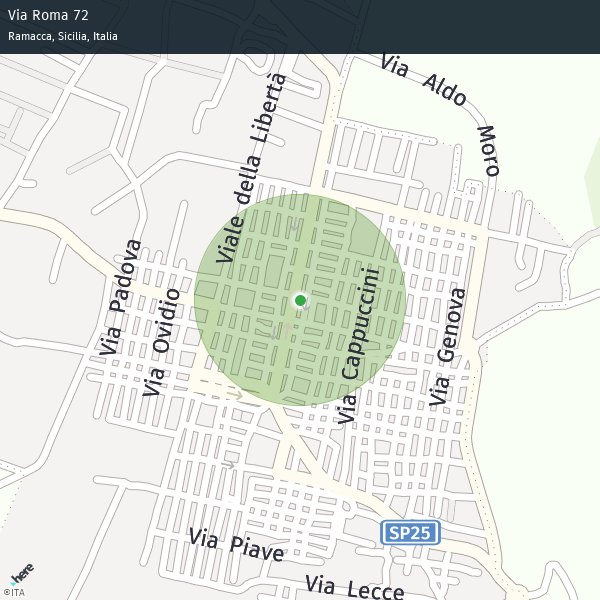 Via Roma 72
Ramacca, Sicilia, Italia
Via Aldo Moro
Viale della Libertà
Via Padova
Via Ovidio
Via Cappuccini
Via Genova
SP25
Via Piave
Via Lecce
here
©ITA